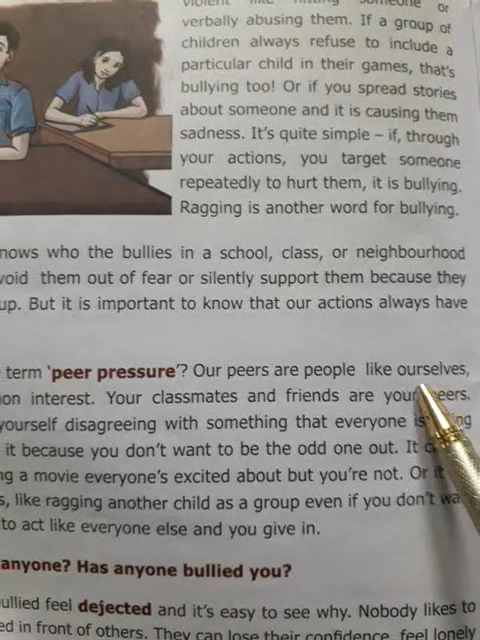 violent like hitting someone or
verbally abusing them. If a group of
children always refuse to include a
particular child in their games, that's
bullying too! Or if you spread stories
about someone and it is causing them
sadness. It's quite simple – if, through
your actions, you target someone
repeatedly to hurt them, it is bullying.
Ragging is another word for bullying.
nows who the bullies in a school, class, or neighbourhood
void them out of fear or silently support them because they
up. But it is important to know that our actions always have
term 'peer pressure'? Our peers are people like ourselves,
on interest. Your classmates and friends are your peers.
yourself disagreeing with something that everyone is
it because you don't want to be the odd one out. It
ng a movie everyone's excited about but you're not. Or it
s, like ragging another child as a group even if you don't wa
to act like everyone else and you give in.
anyone? Has anyone bullied you?
ullied feel dejected and it's easy to see why. Nobody likes to
ed in front of others. They can lose their confidence, feel lonely